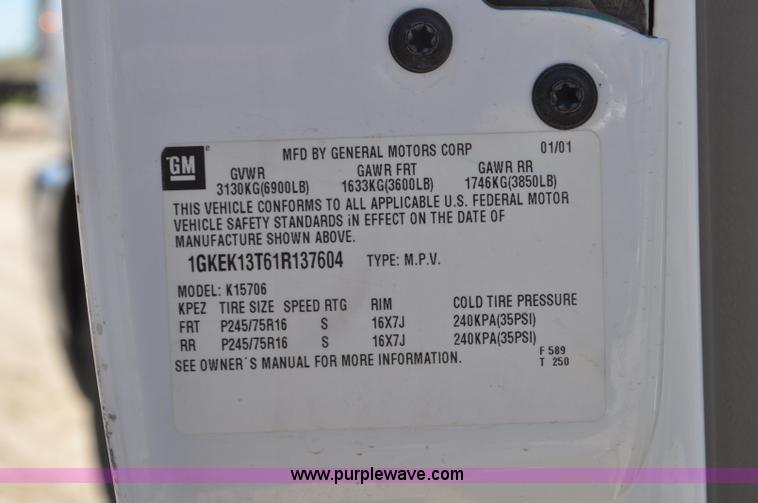 GM
MFD BY GENERAL MOTORS CORP 01/01
GVWR GAWR FRT GAWR RR
3130KG(6900LB) 1633KG(3600LB) 1746KG(3850LB)
THIS VEHICLE CONFORMS TO ALL APPLICABLE U.S. FEDERAL MOTOR
VEHICLE SAFETY STANDARDS IN EFFECT ON THE DATE OF
MANUFACTURE SHOWN ABOVE.
1GKEK13T61R137604 TYPE: M.P.V.
MODEL: K15706
KPEZ TIRE SIZE SPEED RTG RIM COLD TIRE PRESSURE
FRT P245/75R16 S 16X7J 240KPA(35PSI)
RR P245/75R16 S 16X7J 240KPA(35PSI)
SEE OWNER´S MANUAL FOR MORE INFORMATION.
F 589
T 250
www.purplewave.com